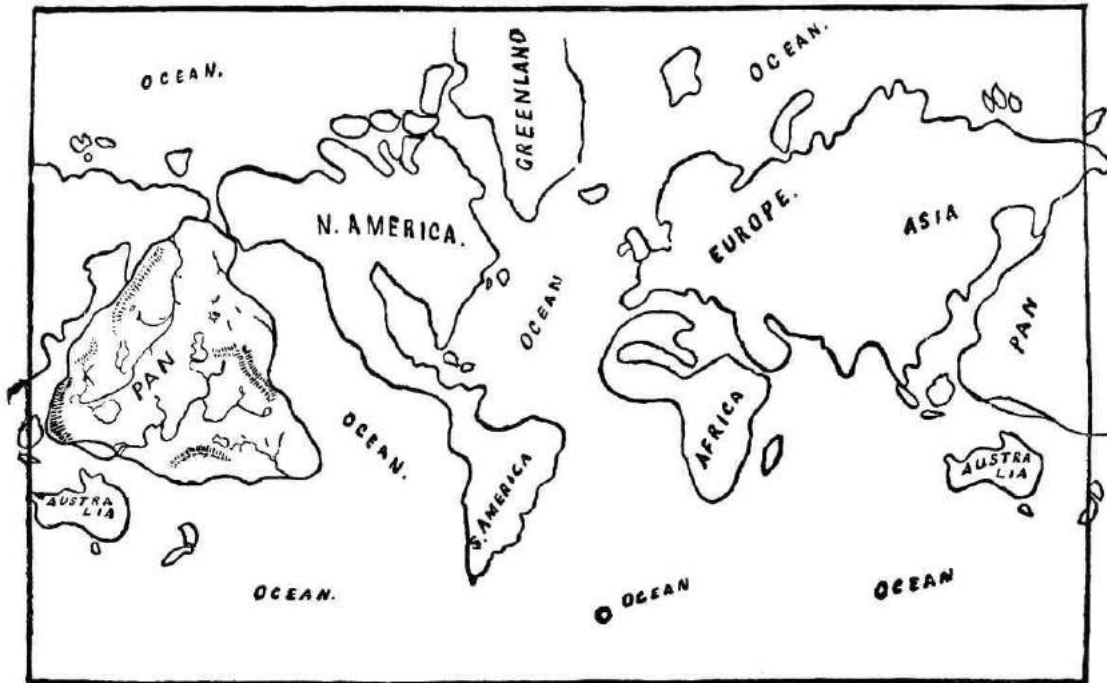 OCEAN.
GREENLAND
OCEAN.
N. AMERICA.
EUROPE.
ASIA
OCEAN
PAN
PAN
OCEAN.
AFRICA
S. AMERICA
AUSTRA
LIA
AUSTRA
LIA
OCEAN.
OCEAN
OCEAN